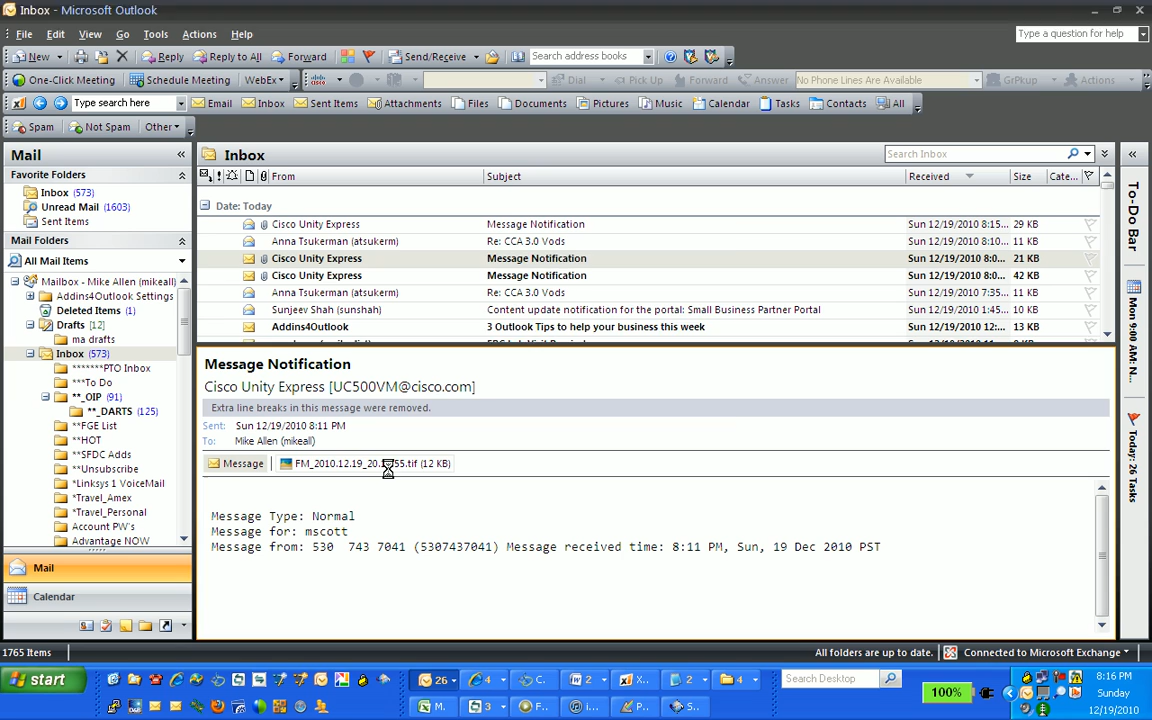 Inbox - Microsoft Outlook
File Edit View Go Tools Actions Help
Type a question for help
New Reply Reply to All Forward Send/Receive Search address books
One-Click Meeting Schedule Meeting WebEx Dial Pick Up Forward Answer No Phone Lines Are Available GrPkup Actions
Type search here Email Inbox Sent Items Attachments Files Documents Pictures Music Calendar Tasks Contacts All
Spam Not Spam Other
Mail
Favorite Folders
Inbox (573)
Unread Mail (1603)
Sent Items
Mail Folders
All Mail Items
Mailbox - Mike Allen (mikeall)
Addins4Outlook Settings
Deleted Items (1)
Drafts [12]
ma drafts
Inbox (573)
*******PTO Inbox
***To Do
**_OIP (91)
**_DARTS (125)
**FGE List
**HOT
**SFDC Adds
**Unsubscribe
*Linksys 1 VoiceMail
*Travel_Amex
*Travel_Personal
Account PW's
Advantage NOW
Mail
Calendar
Inbox
Search Inbox
From Subject Received Size Cate...
Date: Today
Cisco Unity Express Message Notification Sun 12/19/2010 8:15... 29 KB
Anna Tsukerman (atsukerm) Re: CCA 3.0 Vods Sun 12/19/2010 8:10... 11 KB
Cisco Unity Express Message Notification Sun 12/19/2010 8:0... 21 KB
Cisco Unity Express Message Notification Sun 12/19/2010 8:0... 42 KB
Anna Tsukerman (atsukerm) Re: CCA 3.0 Vods Sun 12/19/2010 7:35... 11 KB
Sunjeev Shah (sunshah) Content update notification for the portal: Small Business Partner Portal Sun 12/19/2010 1:45... 10 KB
Addins4Outlook 3 Outlook Tips to help your business this week Sun 12/19/2010 12:... 13 KB
Message Notification
Cisco Unity Express [UC500VM@cisco.com]
Extra line breaks in this message were removed.
Sent: Sun 12/19/2010 8:11 PM
To: Mike Allen (mikeall)
Message (12 KB)
Message Type: Normal
Message for: mscott
Message from: 530 743 7041 (5307437041) Message received time: 8:11 PM, Sun, 19 Dec 2010 PST
To-Do Bar
Mon 9:00 AM: N...
Today: 26 Tasks
1765 Items
All folders are up to date. Connected to Microsoft Exchange
start
26 4 C. W 2 X.. 2 4
Search Desktop
100%
8:16 PM
M. 3 F.. i... P.. S..
Sunday
12/19/2010